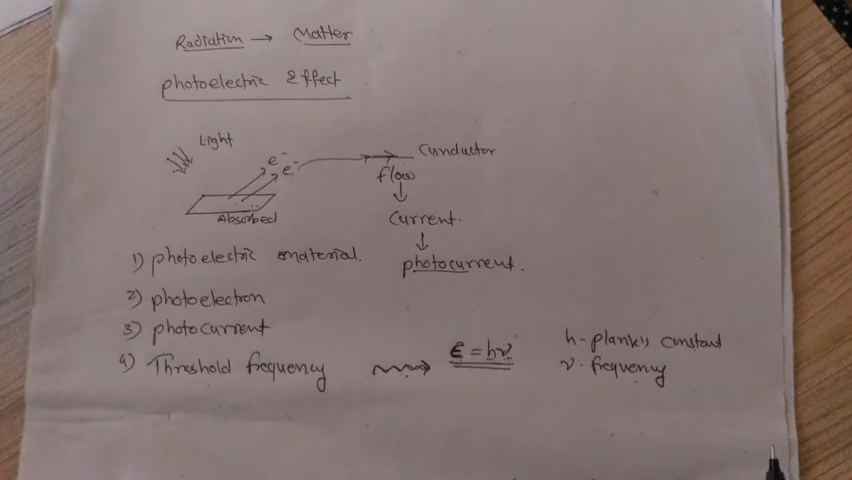 Radiation → Matter
photoelectric Effect
Light
e⁻
e⁻
Conductor
flow
Absorbed
Current.
photocurrent.
1) photoelectric material.
2) photoelectron
3) photocurrent
4) Threshold frequency
E = hν
h - plank's constant
ν - frequency